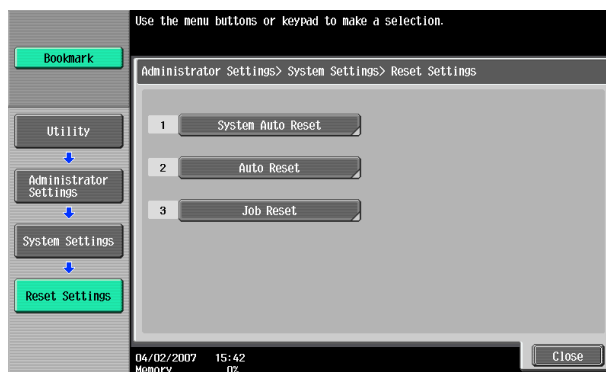 Use the menu buttons or keypad to make a selection.
Bookmark
Administrator Settings> System Settings> Reset Settings
Utility
Administrator
Settings
System Settings
Reset Settings
1 System Auto Reset
2 Auto Reset
3 Job Reset
04/02/2007 15:42
Memory 0%
Close